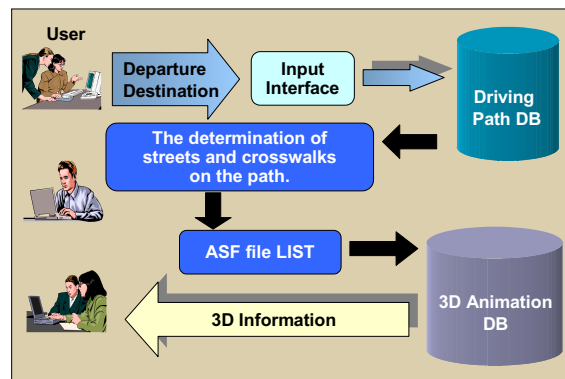 User
Departure
Destination
Input
Interface
Driving
Path DB
The determination of
streets and crosswalks
on the path.
ASF file LIST
3D Animation
DB
3D Information